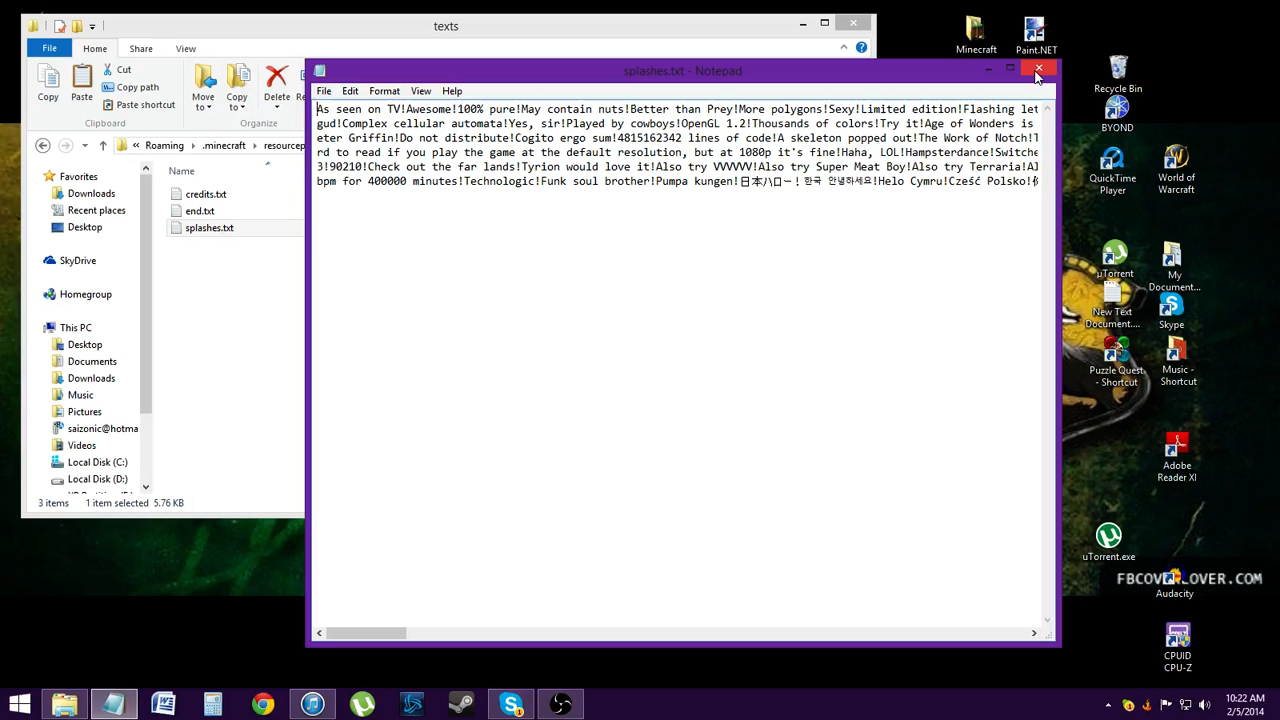 texts
File
Home
Share
View
Copy
Paste
Cut
Copy path
Paste shortcut
Clipboard
Move to
Copy to
Delete
Organize
Roaming
.minecraft
resourcep
Favorites
Downloads
Recent places
Desktop
SkyDrive
Homegroup
This PC
Desktop
Documents
Downloads
Music
Pictures
saizonic@hotma
Videos
Local Disk (C:)
Local Disk (D:)
Name
credits.txt
end.txt
splashes.txt
3 items
1 item selected 5.76 KB
splashes.txt - Notepad
File Edit Format View Help
As seen on TV!Awesome!100% pure!May contain nuts!Better than Prey!More polygons!Sexy!Limited edition!Flashing let
gud!Complex cellular automata!Yes, sir!Played by cowboys!OpenGL 1.2!Thousands of colors!Try it!Age of Wonders is
eter Griffin!Do not distribute!Cogito ergo sum!4815162342 lines of code!A skeleton popped out!The Work of Notch!
rd to read if you play the game at the default resolution, but at 1080p it's fine!Haha, LOL!Hampsterdance!Switche
3!90210!Check out the far lands!Tyrion would love it!Also try VVVVVV!Also try Super Meat Boy!Also try Terraria!
bpm for 400000 minutes!Technologic!Funk soul brother!Pumpa kungen!日本ハロー！한국 안녕하세요!Helo Cymru!Cześć Polsko!
Minecraft
Paint.NET
Recycle Bin
BYOND
QuickTime Player
World of Warcraft
µTorrent
My Document...
New Text Document....
Skype
Puzzle Quest - Shortcut
Music - Shortcut
Adobe Reader XI
uTorrent.exe
FBCOV LOVER.COM
Audacity
CPUID CPU-Z
10:22 AM
2/5/2014